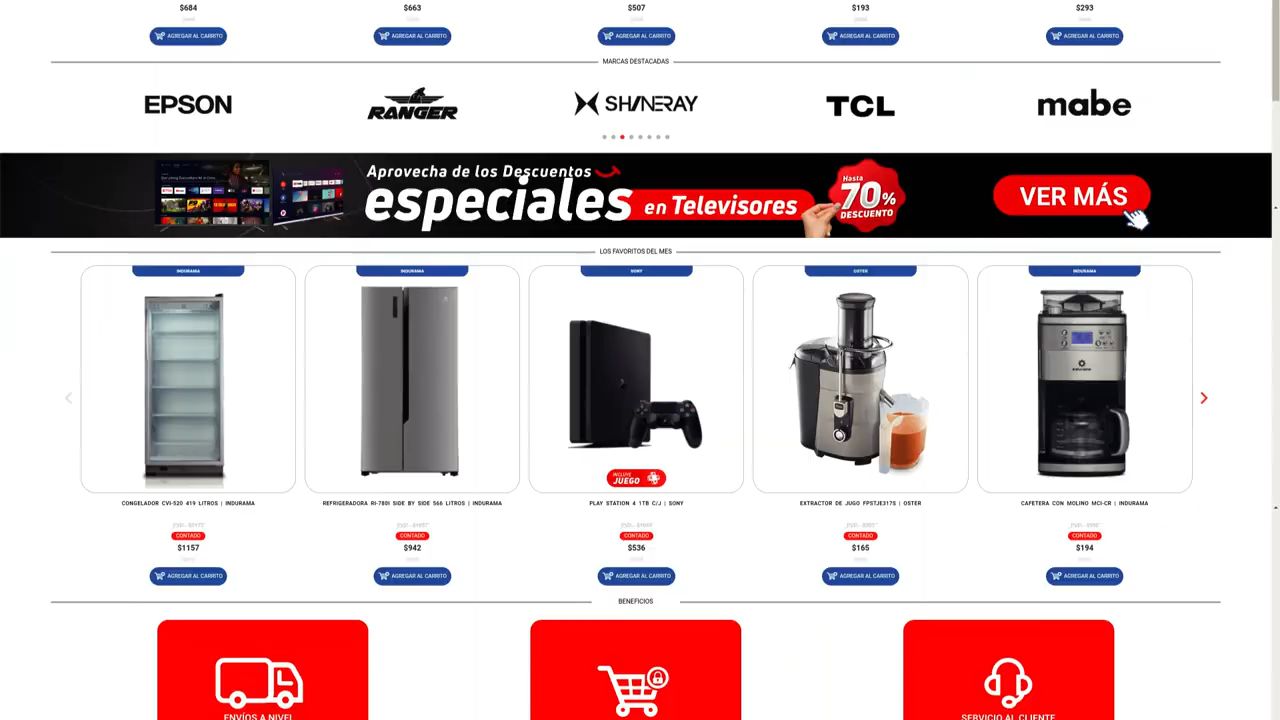 $684
$663
$507
$193
$293
AGREGAR AL CARRITO
AGREGAR AL CARRITO
AGREGAR AL CARRITO
AGREGAR AL CARRITO
AGREGAR AL CARRITO
MARCAS DESTACADAS
EPSON
RANGER
SHINERAY
TCL
mabe
Aprovecha de los Descuentos
especiales
en Televisores
Hasta
70%
DESCUENTO
VER MÁS
LOS FAVORITOS DEL MES
INDURAMA
INDURAMA
SONY
OSTER
INDURAMA
INCLUYE
JUEGO
CONGELADOR CVI-520 419 LITROS | INDURAMA
REFRIGERADORA RI-780I SIDE BY SIDE 566 LITROS | INDURAMA
PLAY STATION 4 1TB C/J | SONY
EXTRACTOR DE JUGO FPSTJE317S | OSTER
CAFETERA CON MOLINO MCI-CR | INDURAMA
CONTADO
CONTADO
CONTADO
CONTADO
CONTADO
$1157
$942
$536
$165
$194
AGREGAR AL CARRITO
AGREGAR AL CARRITO
AGREGAR AL CARRITO
AGREGAR AL CARRITO
AGREGAR AL CARRITO
BENEFICIOS
ENVÍOS A NIVEL
SERVICIO AL CLIENTE